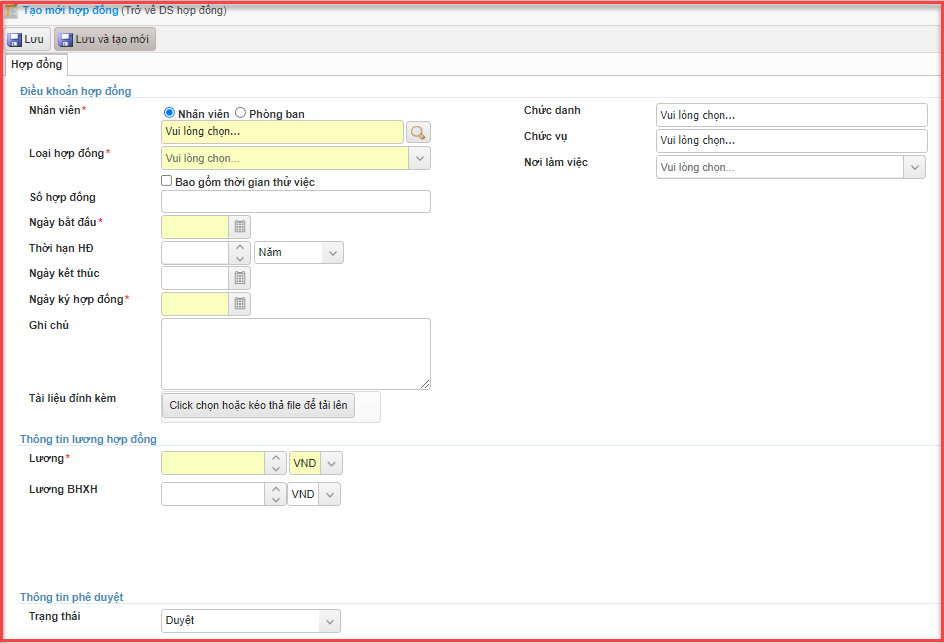 Tạo mới hợp đồng (Trở về DS hợp đồng)
Lưu Lưu và tạo mới
Hợp đồng
Điều khoản hợp đồng
Nhân viên* Nhân viên Phòng ban
Vui lòng chọn...
Loại hợp đồng* Vui lòng chọn...
Bao gồm thời gian thử việc
Số hợp đồng
Ngày bắt đầu*
Thời hạn HĐ Năm
Ngày kết thúc
Ngày ký hợp đồng*
Ghi chú
Tài liệu đính kèm Click chọn hoặc kéo thả file để tải lên
Chức danh Vui lòng chọn...
Chức vụ Vui lòng chọn...
Nơi làm việc Vui lòng chọn...
Thông tin lương hợp đồng
Lương* VND
Lương BHXH VND
Thông tin phê duyệt
Trạng thái Duyệt